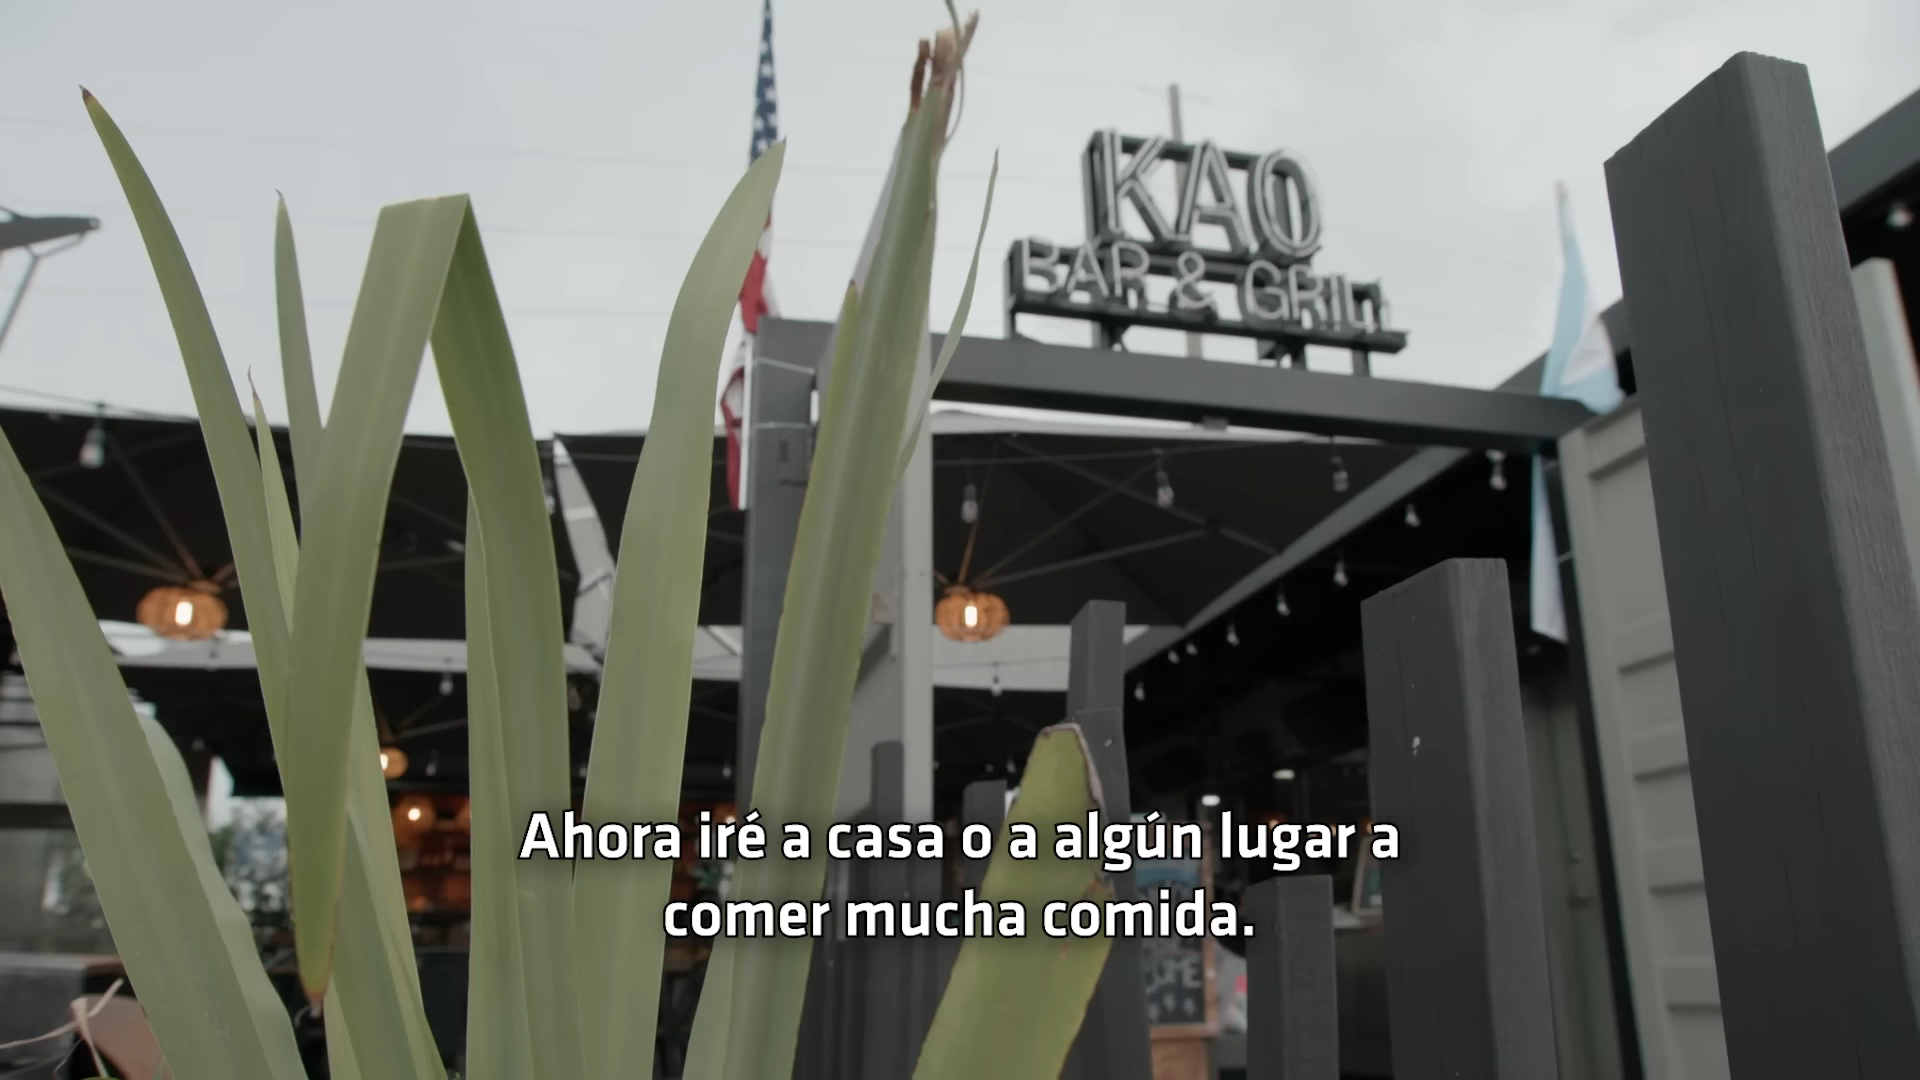 KAO
BAR & GRILL
Ahora iré a casa o a algún lugar a
comer mucha comida.